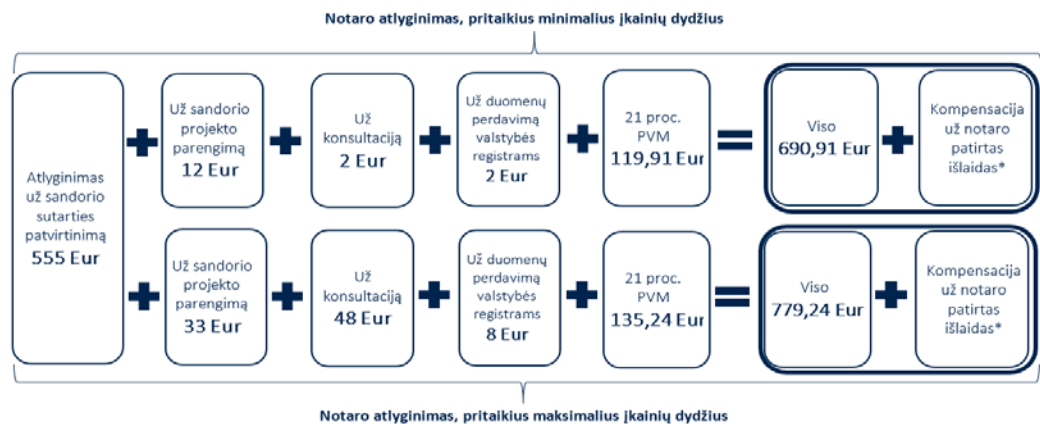 Notaro atlyginimas, pritaikius minimalius įkainių dydžius
Atlyginimas
už sandorio
sutarties
patvirtinimą
555 Eur
Už sandorio
projekto
parengimą
12 Eur
Už
konsultaciją
2 Eur
Už duomenų
perdavimą
valstybės
registrams
2 Eur
21 proc.
PVM
119,91 Eur
Viso
690,91 Eur
Kompensacija
už notaro
patirtas
išlaidas*
Už sandorio
projekto
parengimą
33 Eur
Už
konsultaciją
48 Eur
Už duomenų
perdavimą
valstybės
registrams
8 Eur
21 proc.
PVM
135,24 Eur
Viso
779,24 Eur
Kompensacija
už notaro
patirtas
išlaidas*
Notaro atlyginimas, pritaikius maksimalius įkainių dydžius